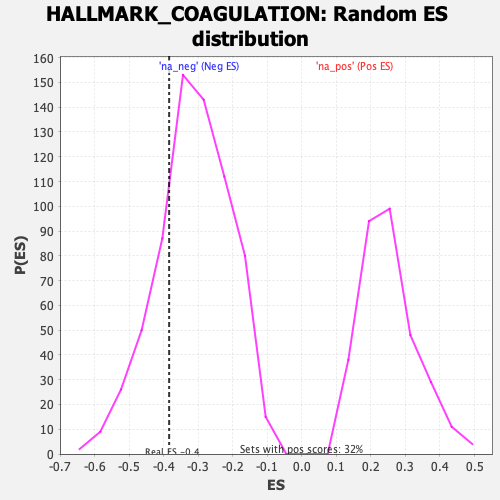 HALLMARK_COAGULATION: Random ES
distribution
'na_neg' (Neg ES)
'na_pos' (Pos ES)
P(ES)
160
150
140
130
120
110
100
90
80
70
60
50
40
30
20
10
0
Real ES -0.4
Sets with pos scores: 32%
-0.7 -0.6 -0.5 -0.4 -0.3 -0.2 -0.1 0.0 0.1 0.2 0.3 0.4 0.5
ES